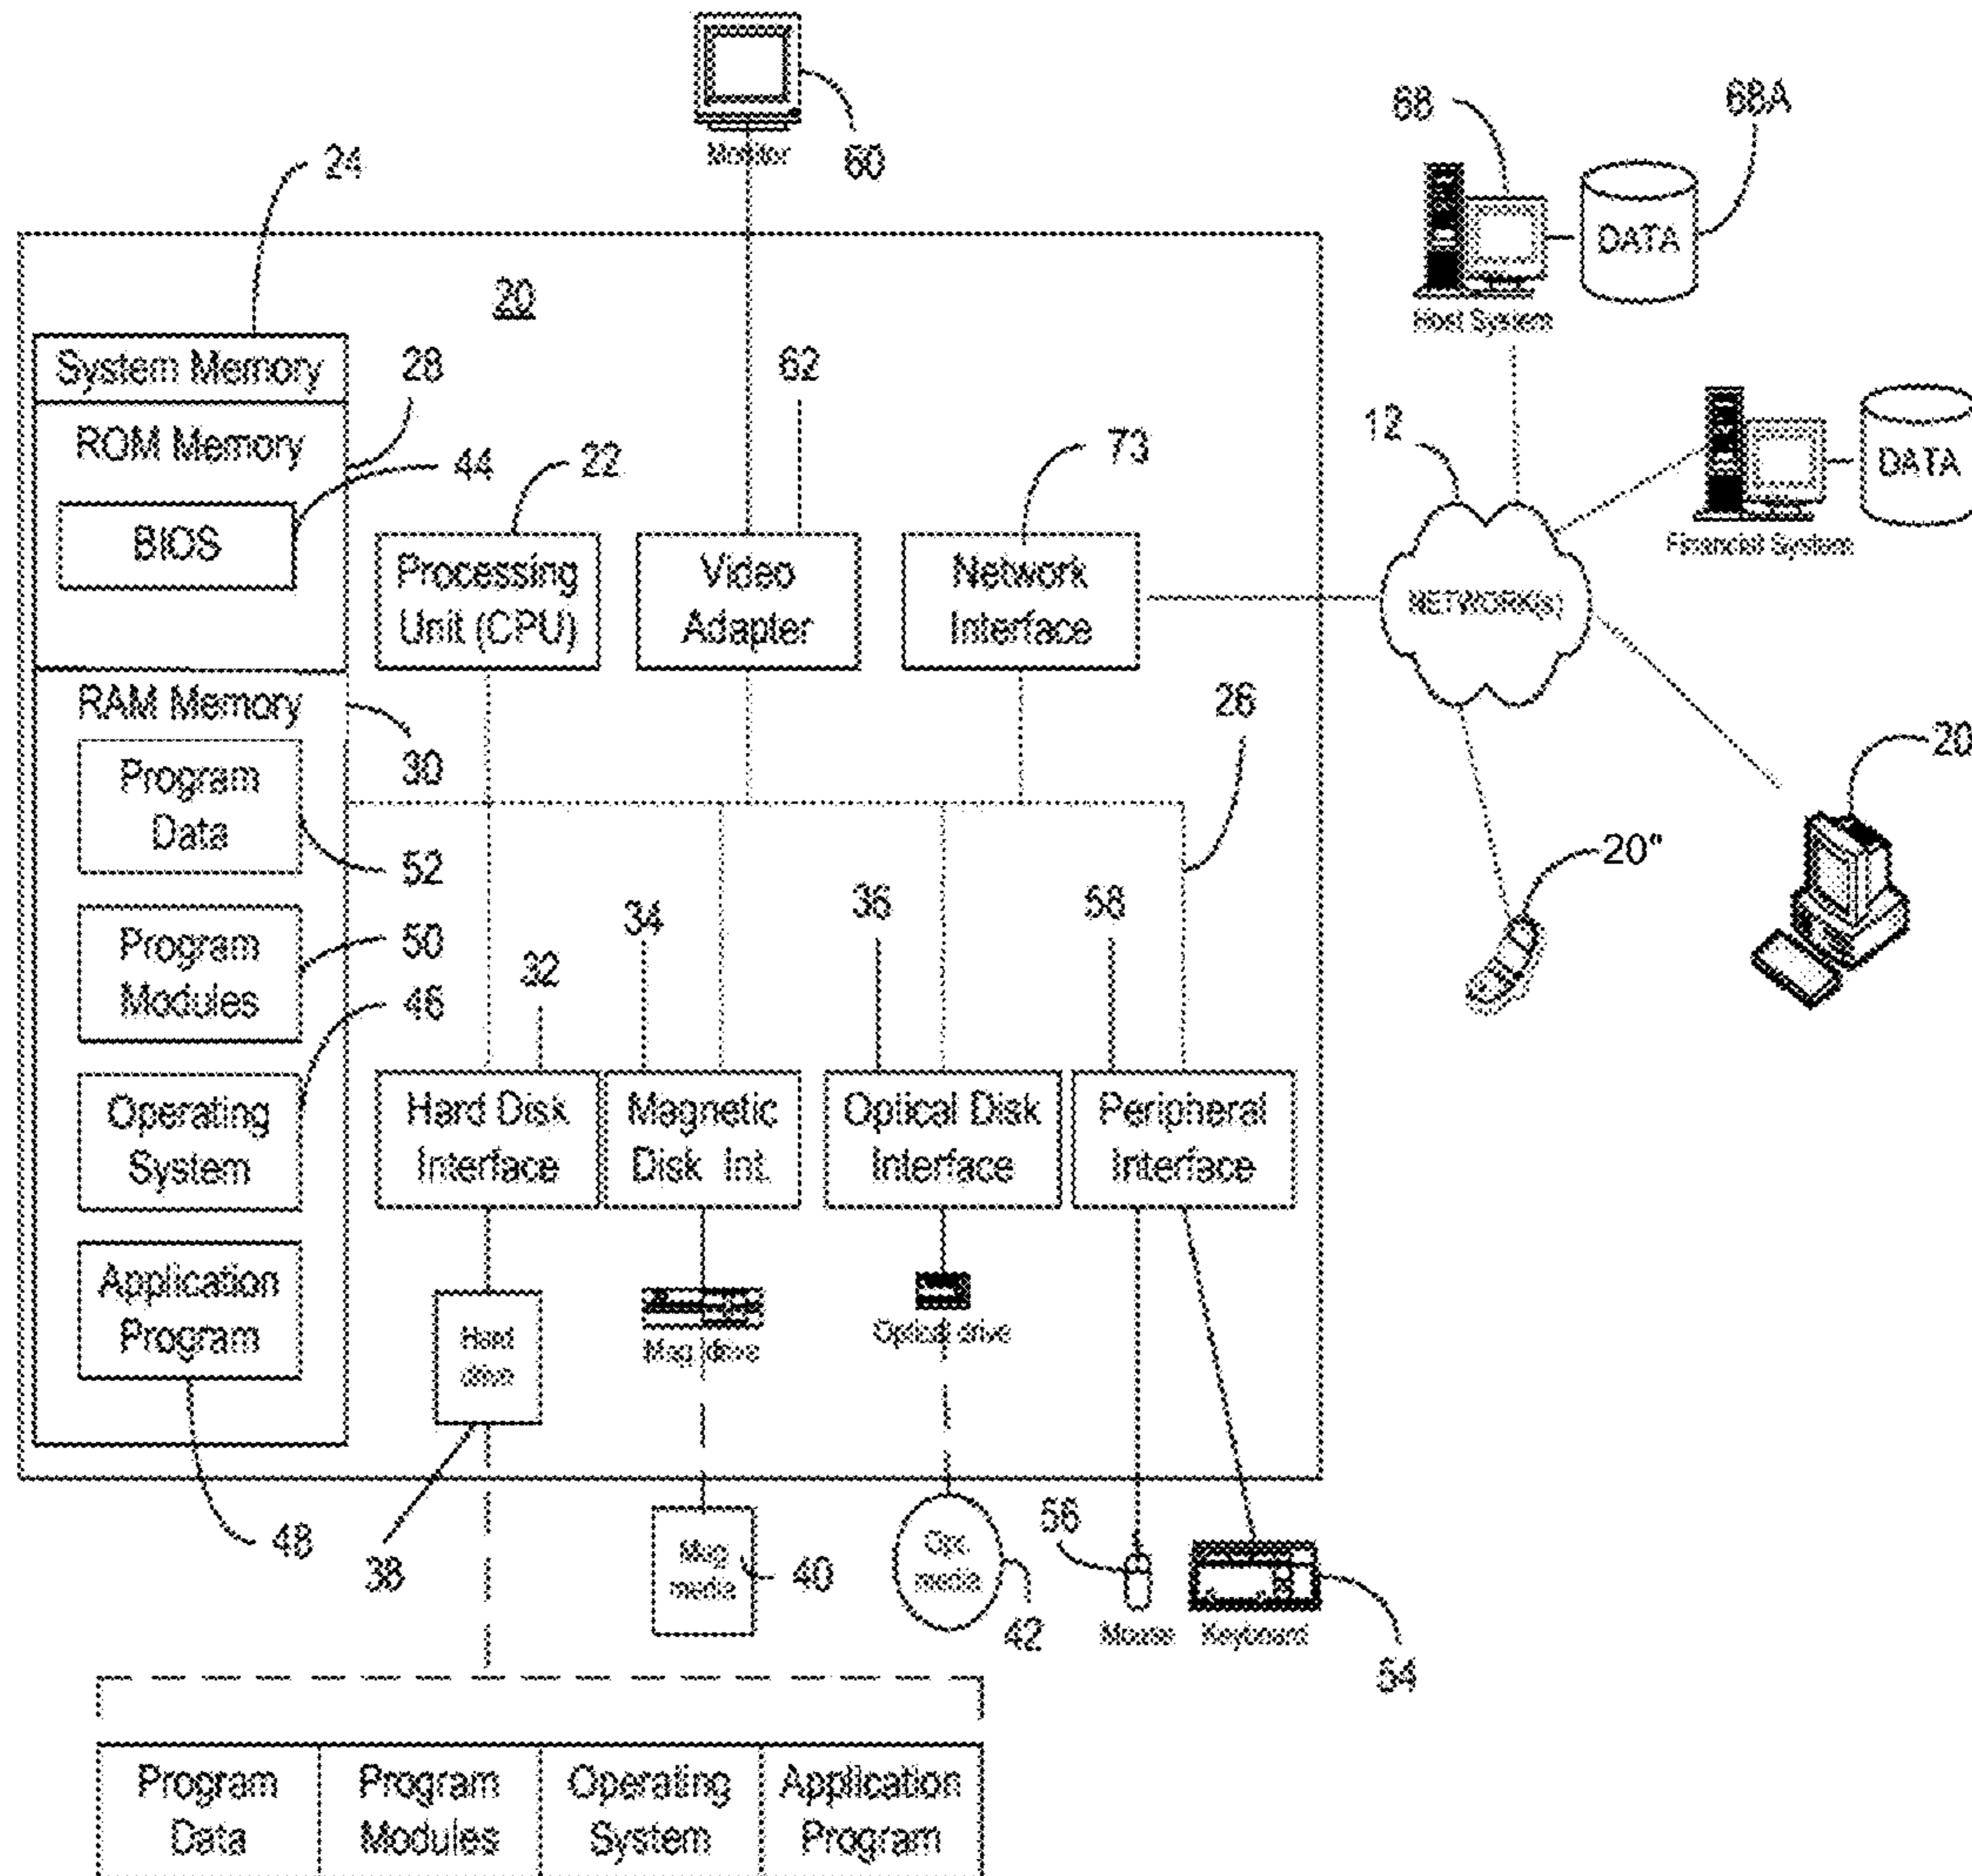 Monitor
60
24
68
68A
DATA
Host System
20
System Memory
28
62
12
73
ROM Memory
44
22
DATA
BIOS
Financial System
Processing
Unit (CPU)
Video
Adapter
Network
Interface
NETWORK(s)
RAM Memory
26
30
20
Program
Data
52
20"
34
36
58
Program
Modules
50
32
46
Operating
System
Hard Disk
Interface
Magnetic
Disk Int.
Optical Disk
Interface
Peripheral
Interface
Application
Program
Hard
drive
Mag drive
Optical drive
48
38
Mag
media
40
Opt.
media
42
56
Mouse
Keyboard
54
Program
Data
Program
Modules
Operating
System
Application
Program